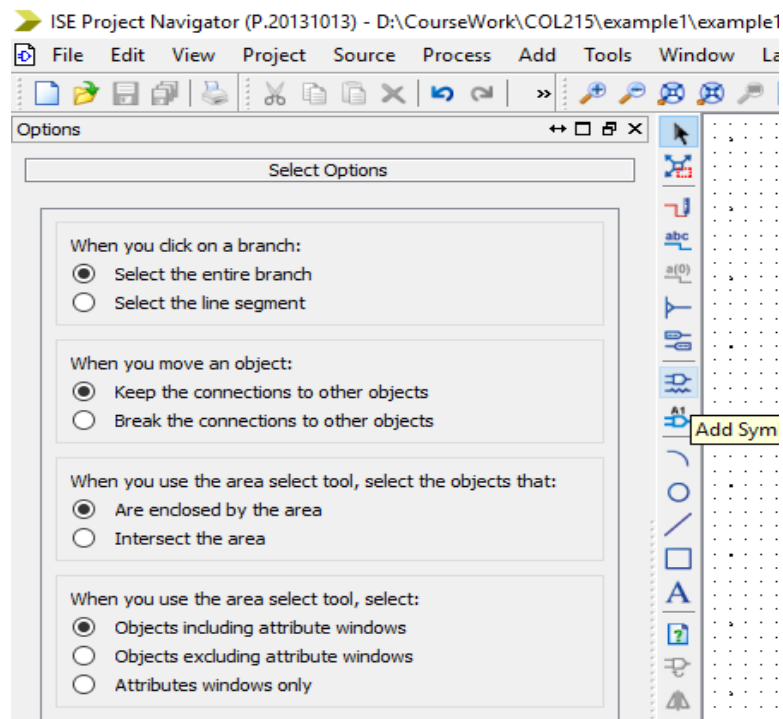 ISE Project Navigator (P.20131013) - D:\CourseWork\COL215\example1\example1
File Edit View Project Source Process Add Tools Window La
Options
Select Options
When you click on a branch:
Select the entire branch
Select the line segment
abc
a(0)
When you move an object:
Keep the connections to other objects
Break the connections to other objects
A1
Add Sym
When you use the area select tool, select the objects that:
Are enclosed by the area
Intersect the area
When you use the area select tool, select:
A
Objects including attribute windows
?
Objects excluding attribute windows
Attributes windows only